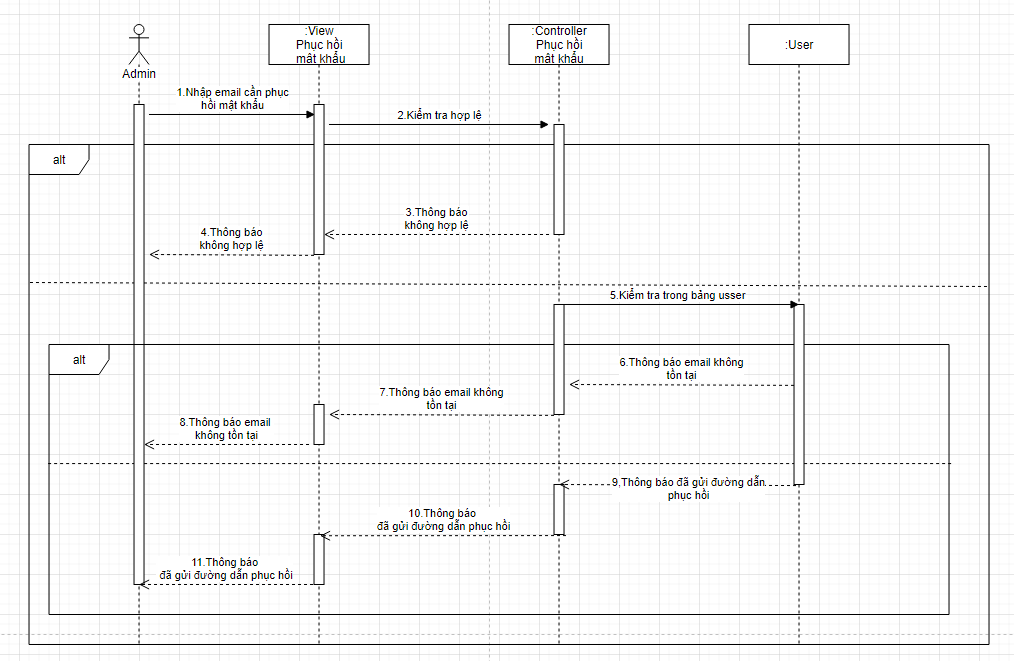 :View
Phục hồi
mật khẩu
:Controller
Phục hồi
mật khẩu
:User
Admin
1.Nhập email cần phục
hồi mật khẩu
2.Kiểm tra hợp lệ
alt
3.Thông báo
không hợp lệ
4.Thông báo
không hợp lệ
5.Kiểm tra trong bảng usser
alt
6.Thông báo email không
tồn tại
7.Thông báo email không
tồn tại
8.Thông báo email
không tồn tại
9.Thông báo đã gửi đường dẫn
phục hồi
10.Thông báo
đã gửi đường dẫn phục hồi
11.Thông báo
đã gửi đường dẫn phục hồi